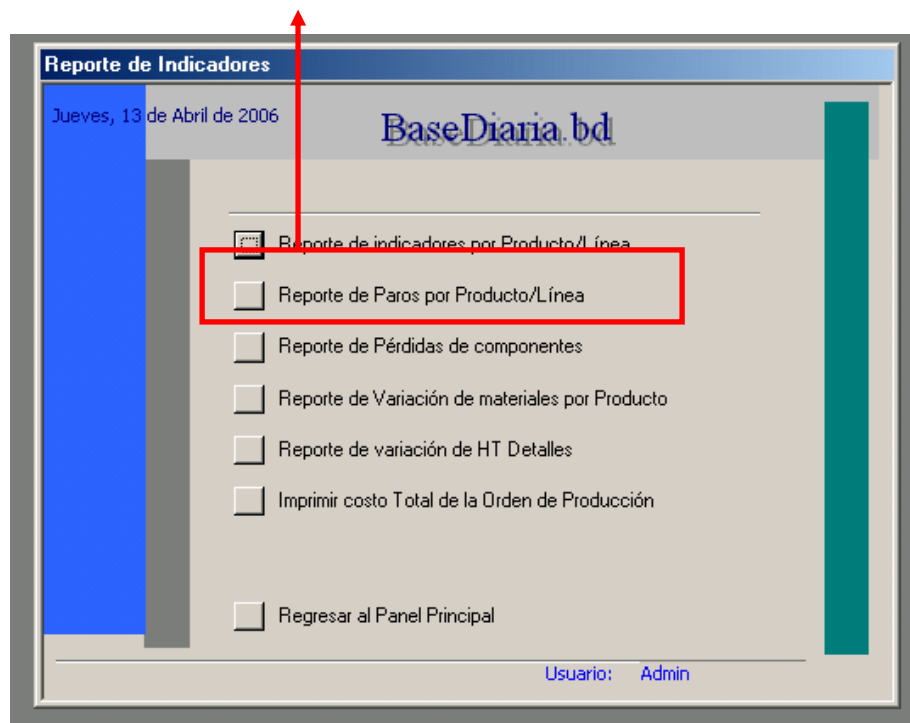 Reporte de Indicadores
Jueves, 13 de Abril de 2006
BaseDiaria.bd
Reporte de indicadores por Producto/Línea
Reporte de Paros por Producto/Línea
Reporte de Pérdidas de componentes
Reporte de Variación de materiales por Producto
Reporte de variación de HT Detalles
Imprimir costo Total de la Orden de Producción
Regresar al Panel Principal
Usuario: Admin